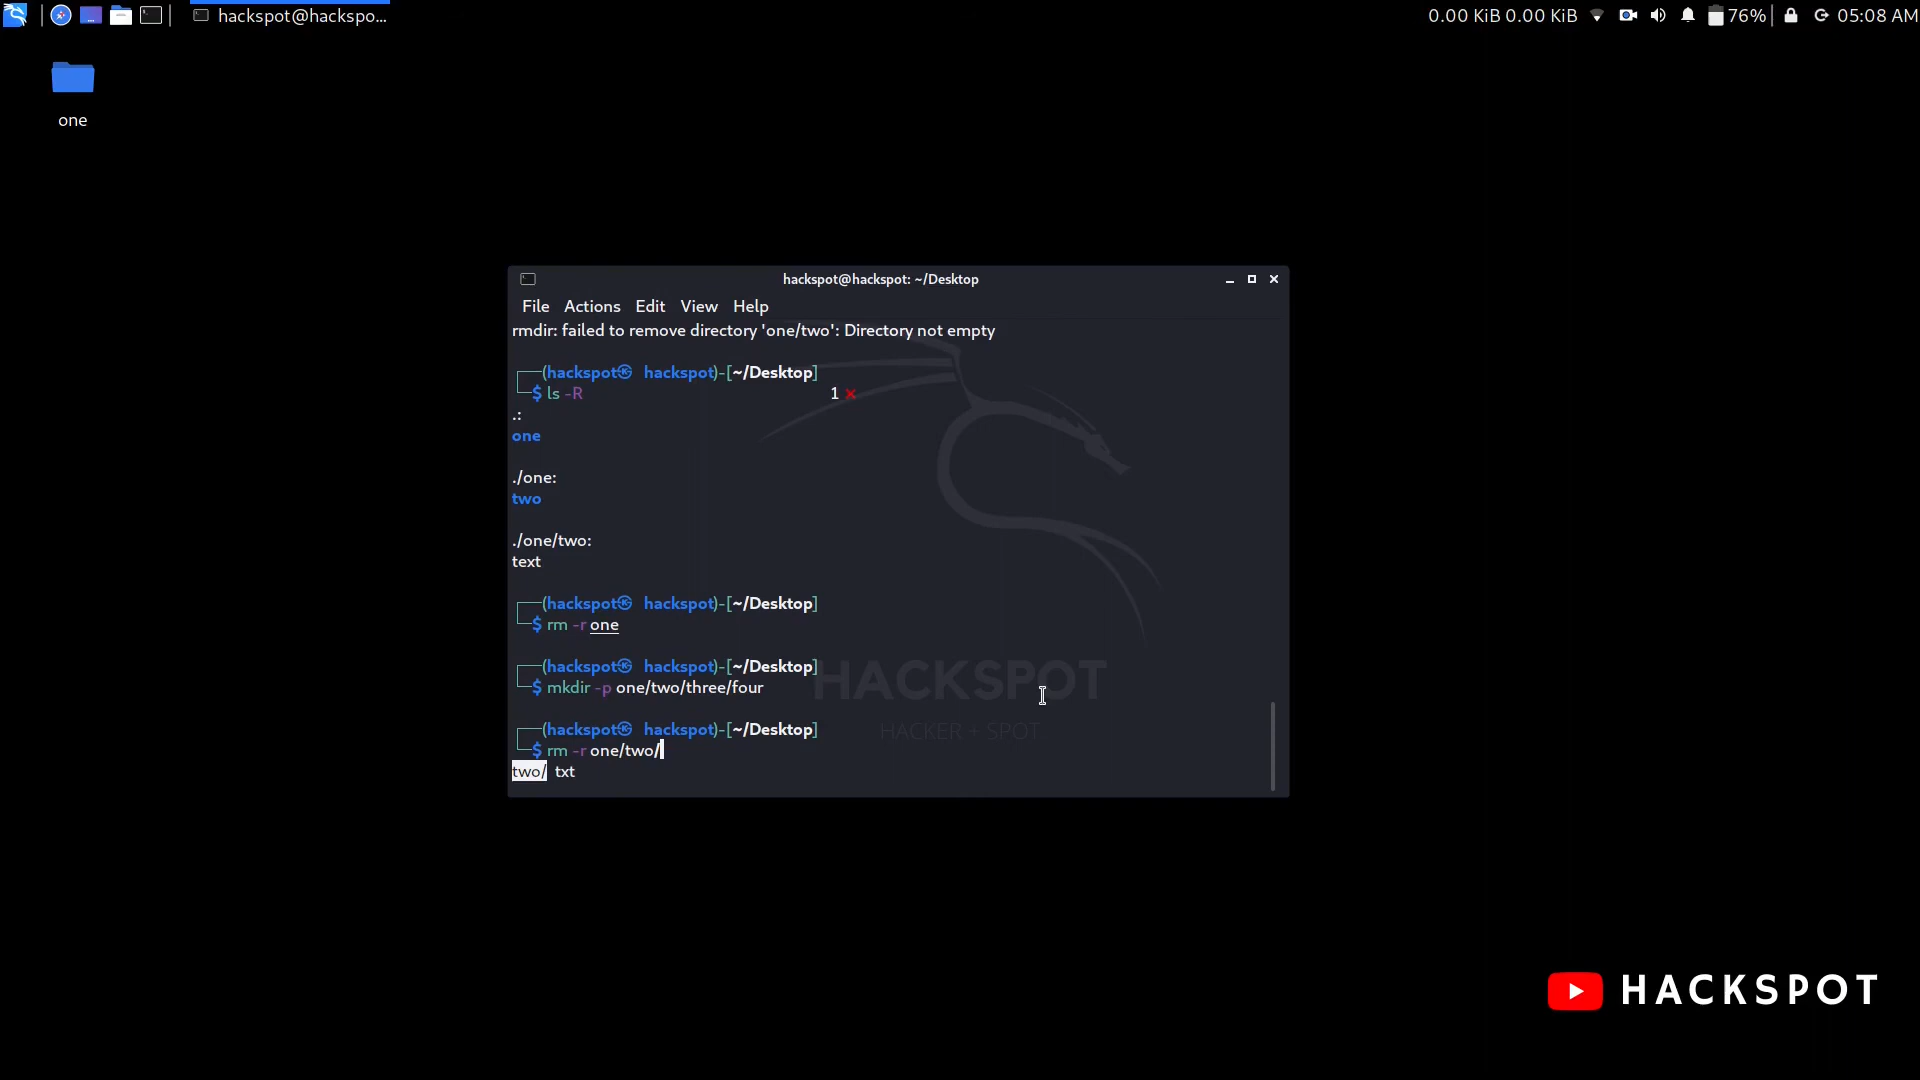 hackspot@hackspo...
0.00 KiB 0.00 KiB 76% 05:08 AM
one
hackspot@hackspot: ~/Desktop
File Actions Edit View Help
rmdir: failed to remove directory 'one/two': Directory not empty
(hackspot㉿ hackspot)-[~/Desktop]
$ ls -R 1 ×
.:
one
./one:
two
./one/two:
text
(hackspot㉿ hackspot)-[~/Desktop]
$ rm -r one
(hackspot㉿ hackspot)-[~/Desktop]
$ mkdir -p one/two/three/four
(hackspot㉿ hackspot)-[~/Desktop]
$ rm -r one/two/
two/ txt
HACKSPOT
HACKER + SPOT
HACKSPOT